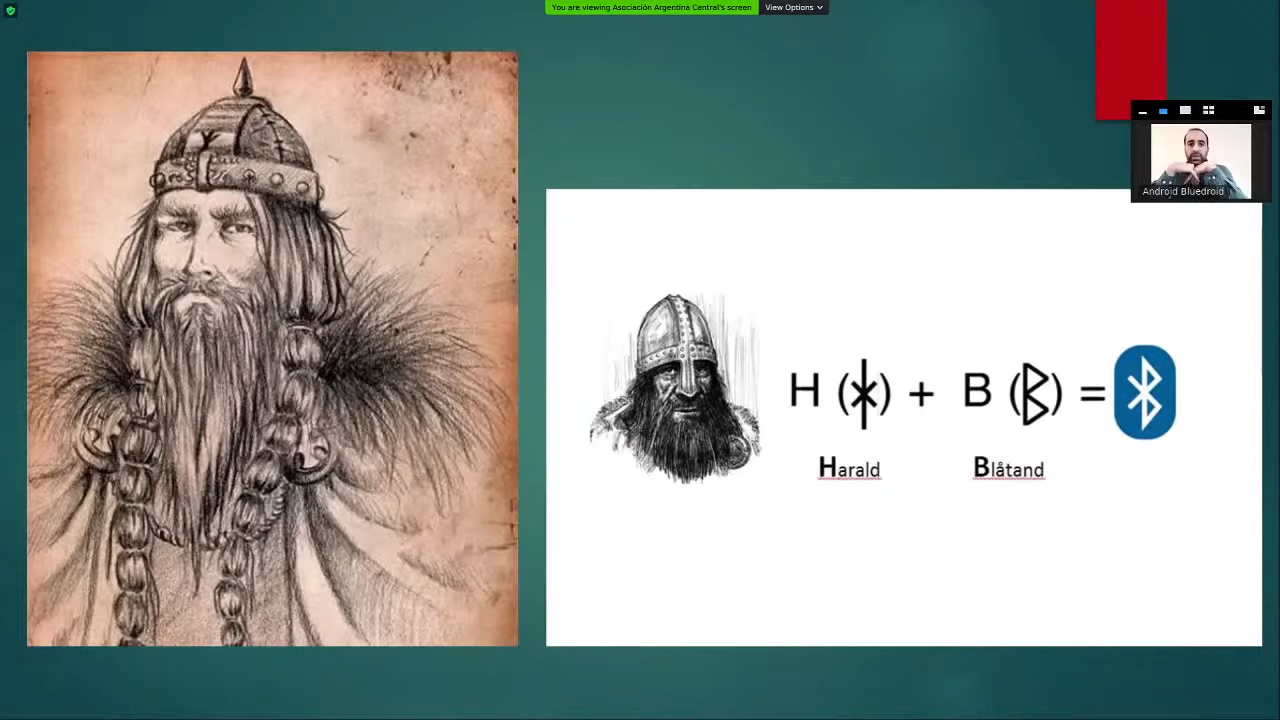 You are viewing Asociación Argentina Central's screen
View Options
Android Bluedroid
H (ᚼ) + B (ᛒ) =
Harald
Blåtand